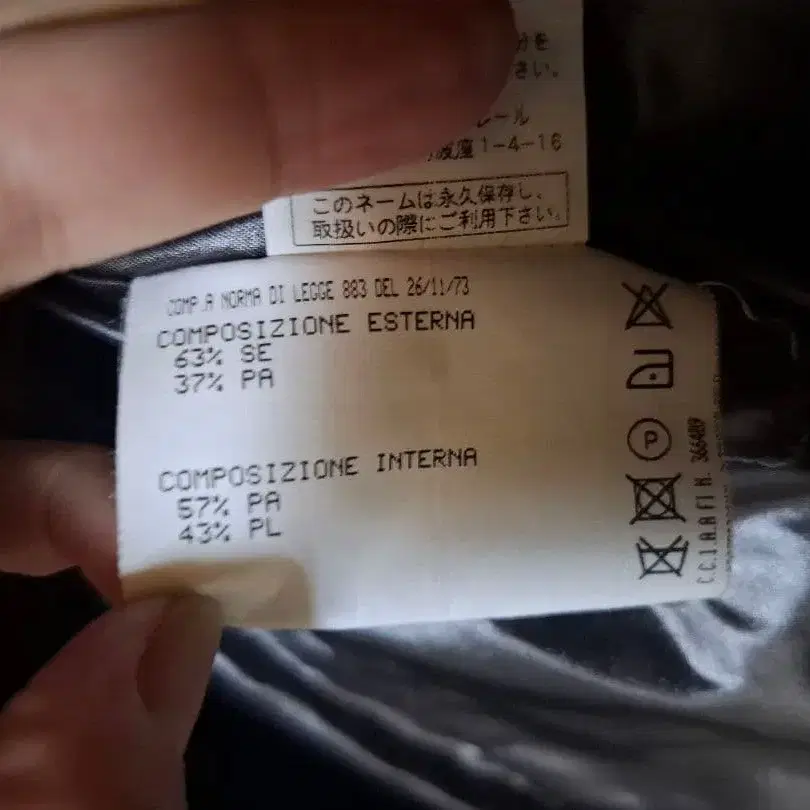 分を
さい。
ール
1-4-16
このネームは永久保存し、
取扱いの際にご利用下さい。
COMP.A NORMA DI LEGGE 883 DEL 26/11/73
COMPOSIZIONE ESTERNA
63% SE
37% PA
COMPOSIZIONE INTERNA
57% PA
43% PL
P
C.C.I.A.A FI N. 366489